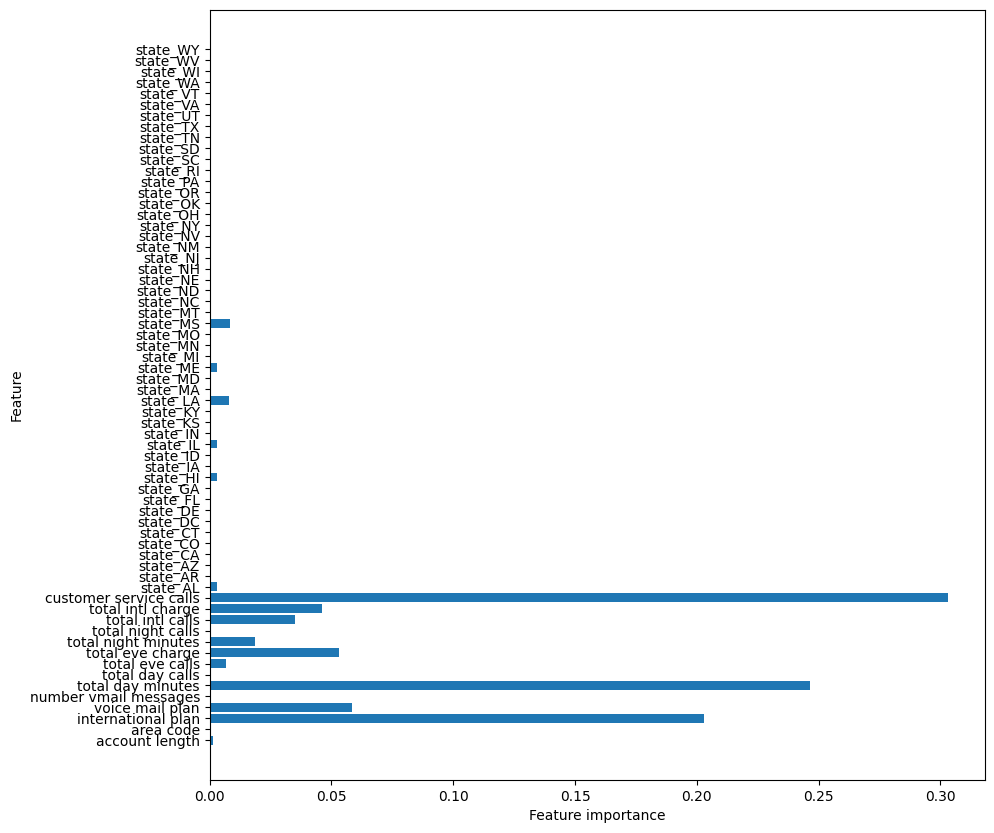 state_WY
state_WV
state_WI
state_WA
state_VT
state_VA
state_UT
state_TX
state_TN
state_SD
state_SC
state_RI
state_PA
state_OR
state_OK
state_OH
state_NY
state_NV
state_NM
state_NJ
state_NH
state_NE
state_ND
state_NC
state_MT
state_MS
state_MO
state_MN
state_MI
state_ME
state_MD
state_MA
state_LA
state_KY
state_KS
state_IN
state_IL
state_ID
state_IA
state_HI
state_GA
state_FL
state_DE
state_DC
state_CT
state_CO
state_CA
state_AZ
state_AR
state_AL
customer service calls
total intl charge
total intl calls
total night calls
total night minutes
total eve charge
total eve calls
total day calls
total day minutes
number vmail messages
voice mail plan
international plan
area code
account length
Feature
0.00 0.05 0.10 0.15 0.20 0.25 0.30
Feature importance